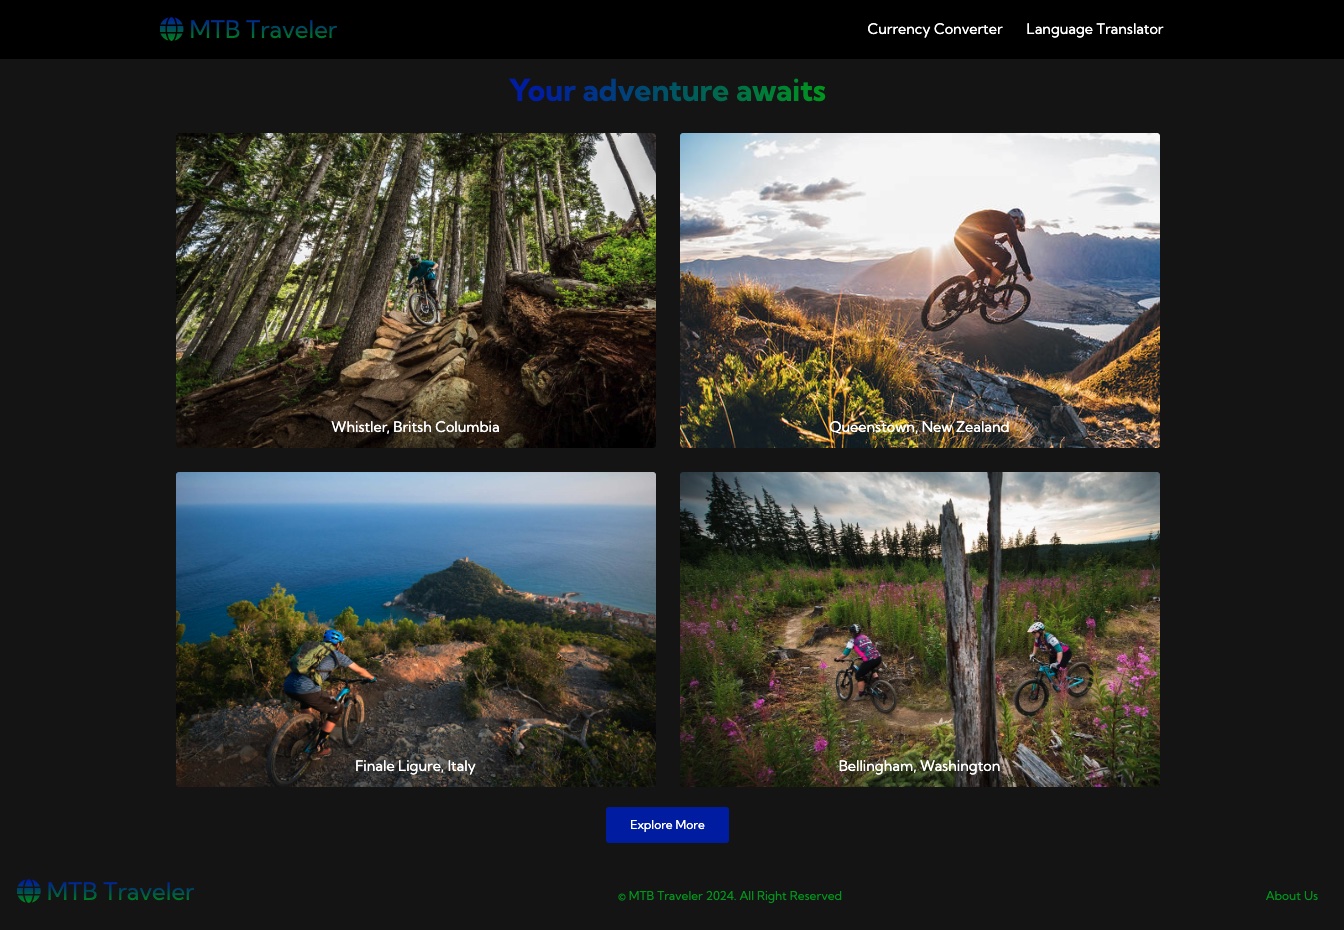 MTB Traveler
Currency Converter
Language Translator
Your adventure awaits
Whistler, Britsh Columbia
Queenstown, New Zealand
Finale Ligure, Italy
Bellingham, Washington
Explore More
MTB Traveler
© MTB Traveler 2024. All Right Reserved
About Us